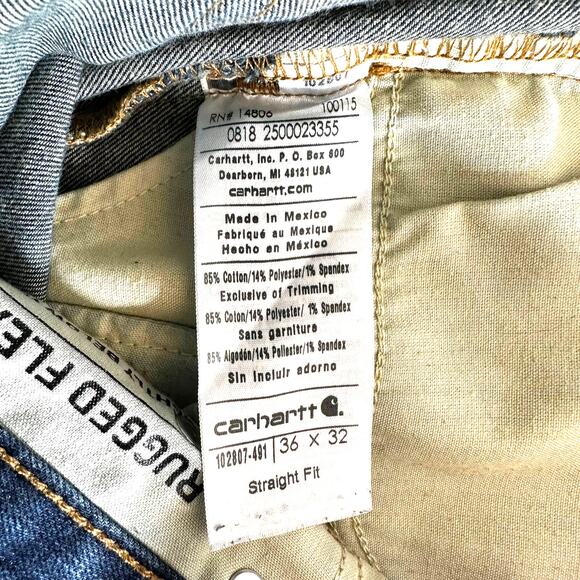 102807
RN# 14806 100115
0818 2500023355
Carhartt, Inc. P. O. Box 600
Dearborn, MI 48121 USA
carhartt.com
Made in Mexico
Fabriqué au Mexique
Hecho en México
85% Cotton/14% Polyester/1% Spandex
Exclusive of Trimming
85% Coton/14% Polyester/1% Spandex
Sans garniture
85% Algodón/14% Poliester/1% Spandex
Sin incluir adorno
carhartt
102807-491 36 x 32
Straight Fit
RUGGED FLEX